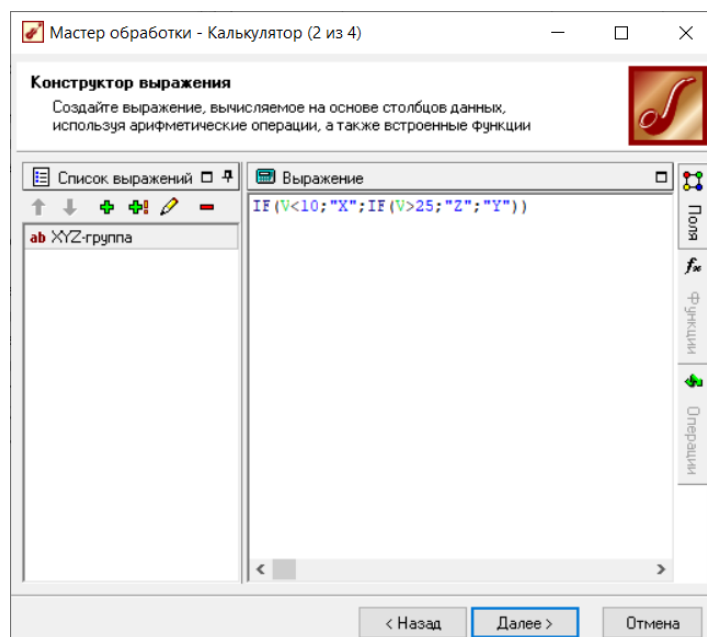 Мастер обработки - Калькулятор (2 из 4)
Конструктор выражения
Создайте выражение, вычисляемое на основе столбцов данных,
используя арифметические операции, а также встроенные функции
Список выражений
Выражение
ab XYZ-группа
IF(V<10;"X";IF(V>25;"Z";"Y"))
Поля
fx
Функции
Операции
< Назад
Далее >
Отмена